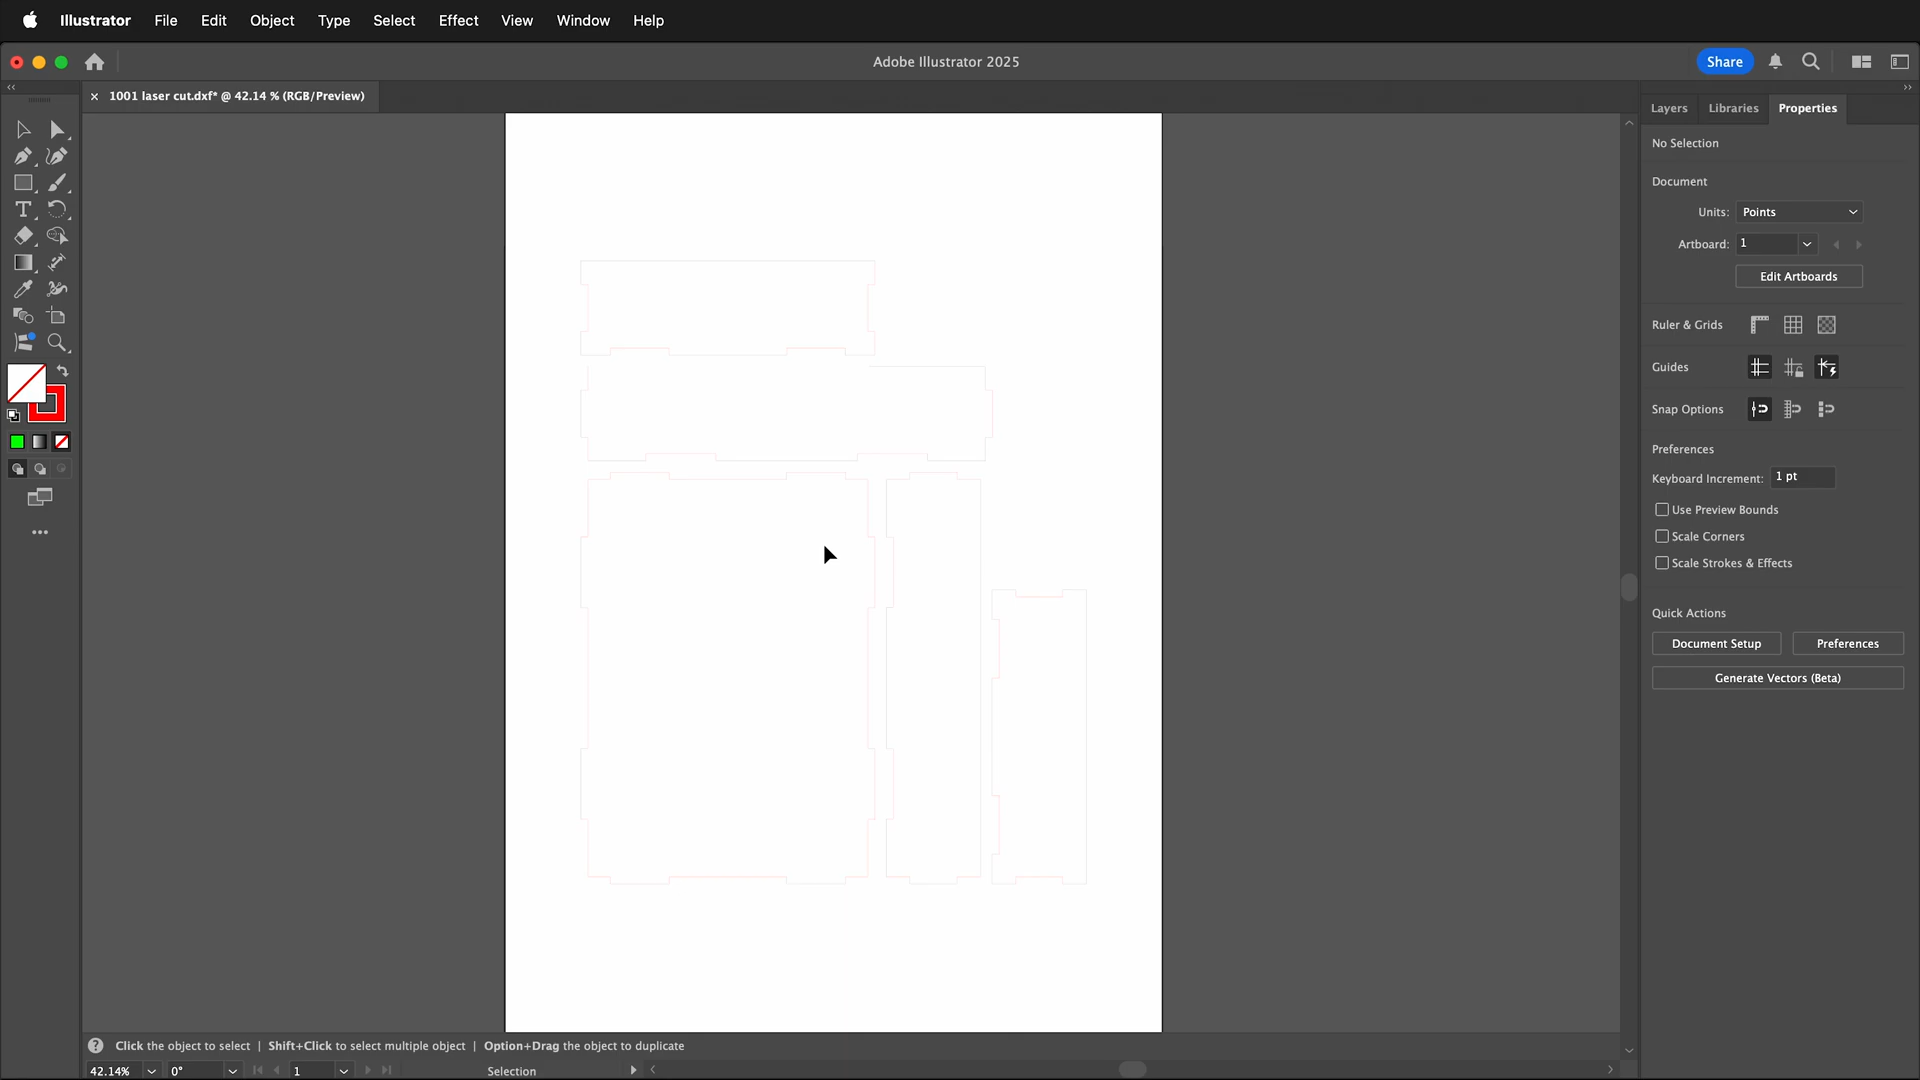 Illustrator File Edit Object Type Select Effect View Window Help
Adobe Illustrator 2025
Share
1001 laser cut.dxf* @ 42.14 % (RGB/Preview)
Layers Libraries Properties
No Selection
Document
Units: Points
Artboard: 1
Edit Artboards
Ruler & Grids
Guides
Snap Options
Preferences
Keyboard Increment: 1 pt
Use Preview Bounds
Scale Corners
Scale Strokes & Effects
Quick Actions
Document Setup Preferences
Generate Vectors (Beta)
? Click the object to select | Shift+Click to select multiple object | Option+Drag the object to duplicate
42.14% 0° 1 Selection